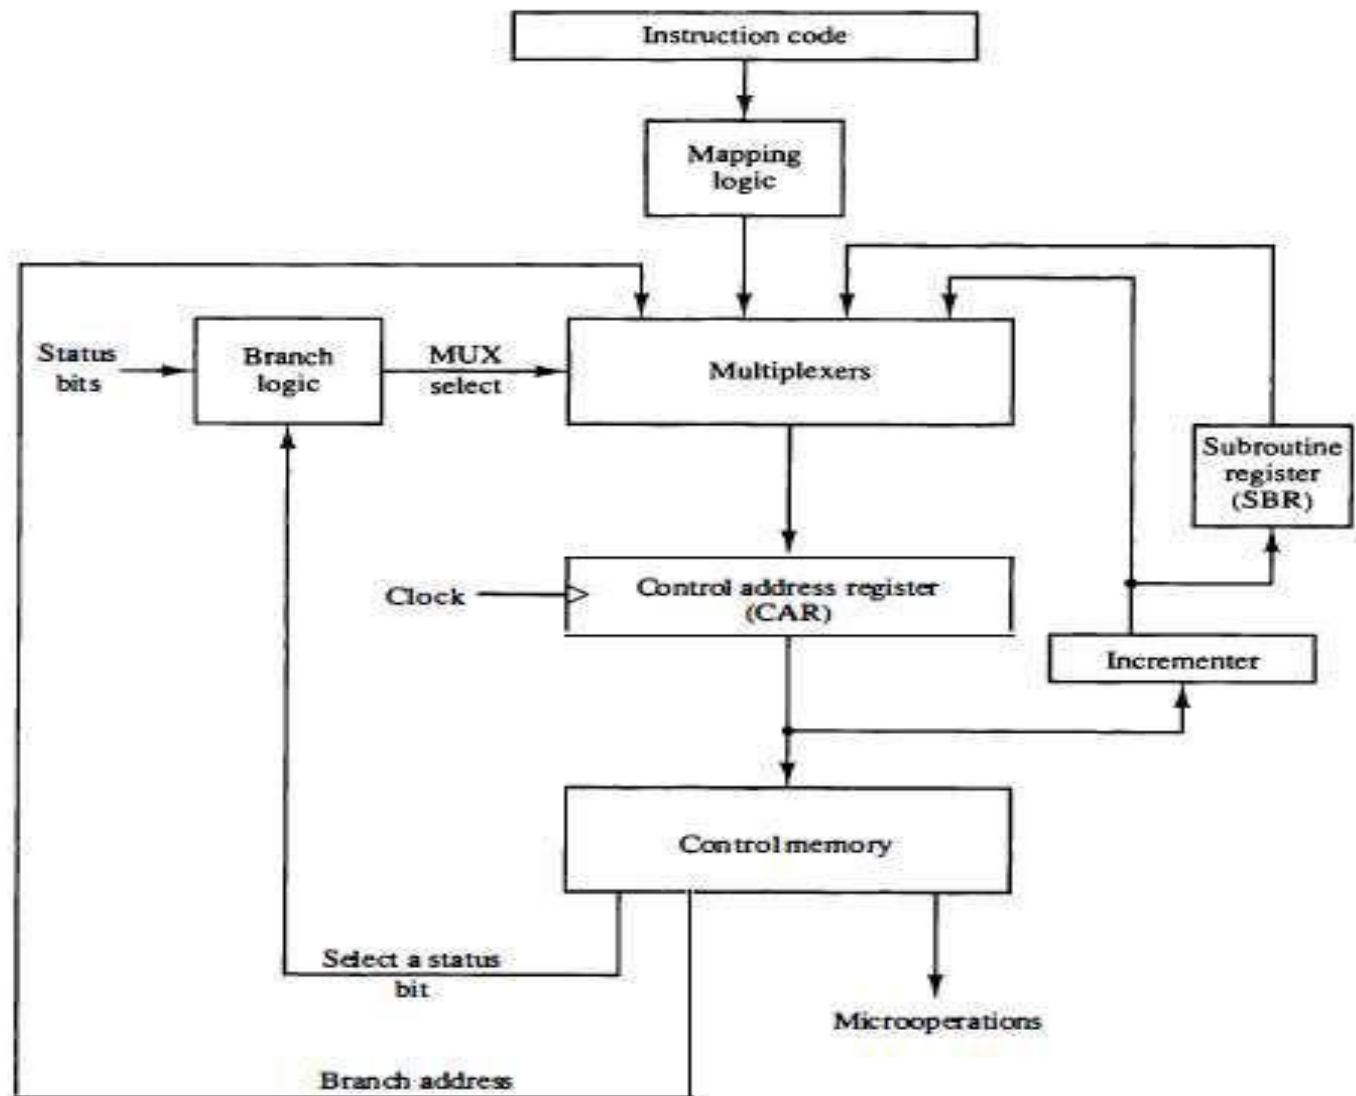 Instruction code
Mapping
logic
Status
bits
Branch
logic
MUX
select
Multiplexers
Subroutine
register
(SBR)
Clock
Control address register
(CAR)
Incrementer
Control memory
Select a status
bit
Microoperations
Branch address